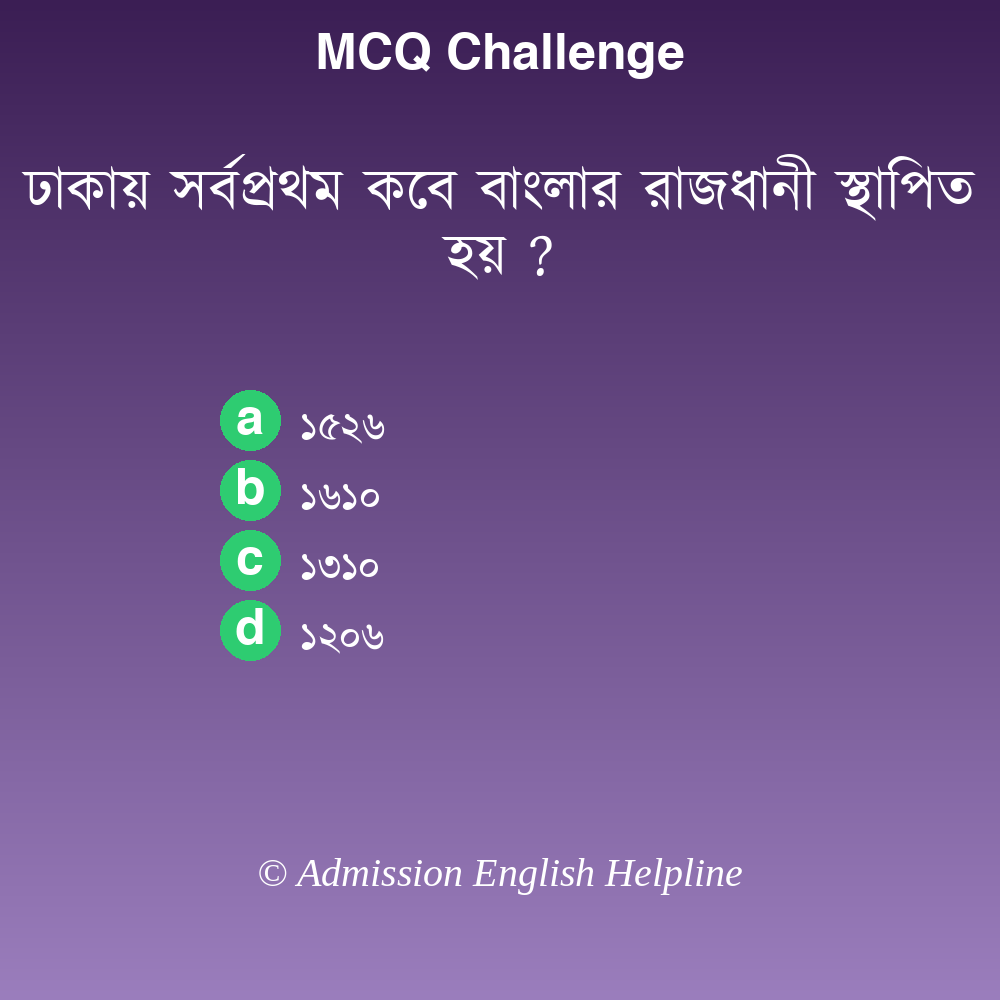 MCQ Challenge
ঢাকায় সর্বপ্রথম কবে বাংলার রাজধানী স্থাপিত
হয় ?
a ১৫২৬
b ১৬১০
c ১৩১০
d ১২০৬
© Admission English Helpline